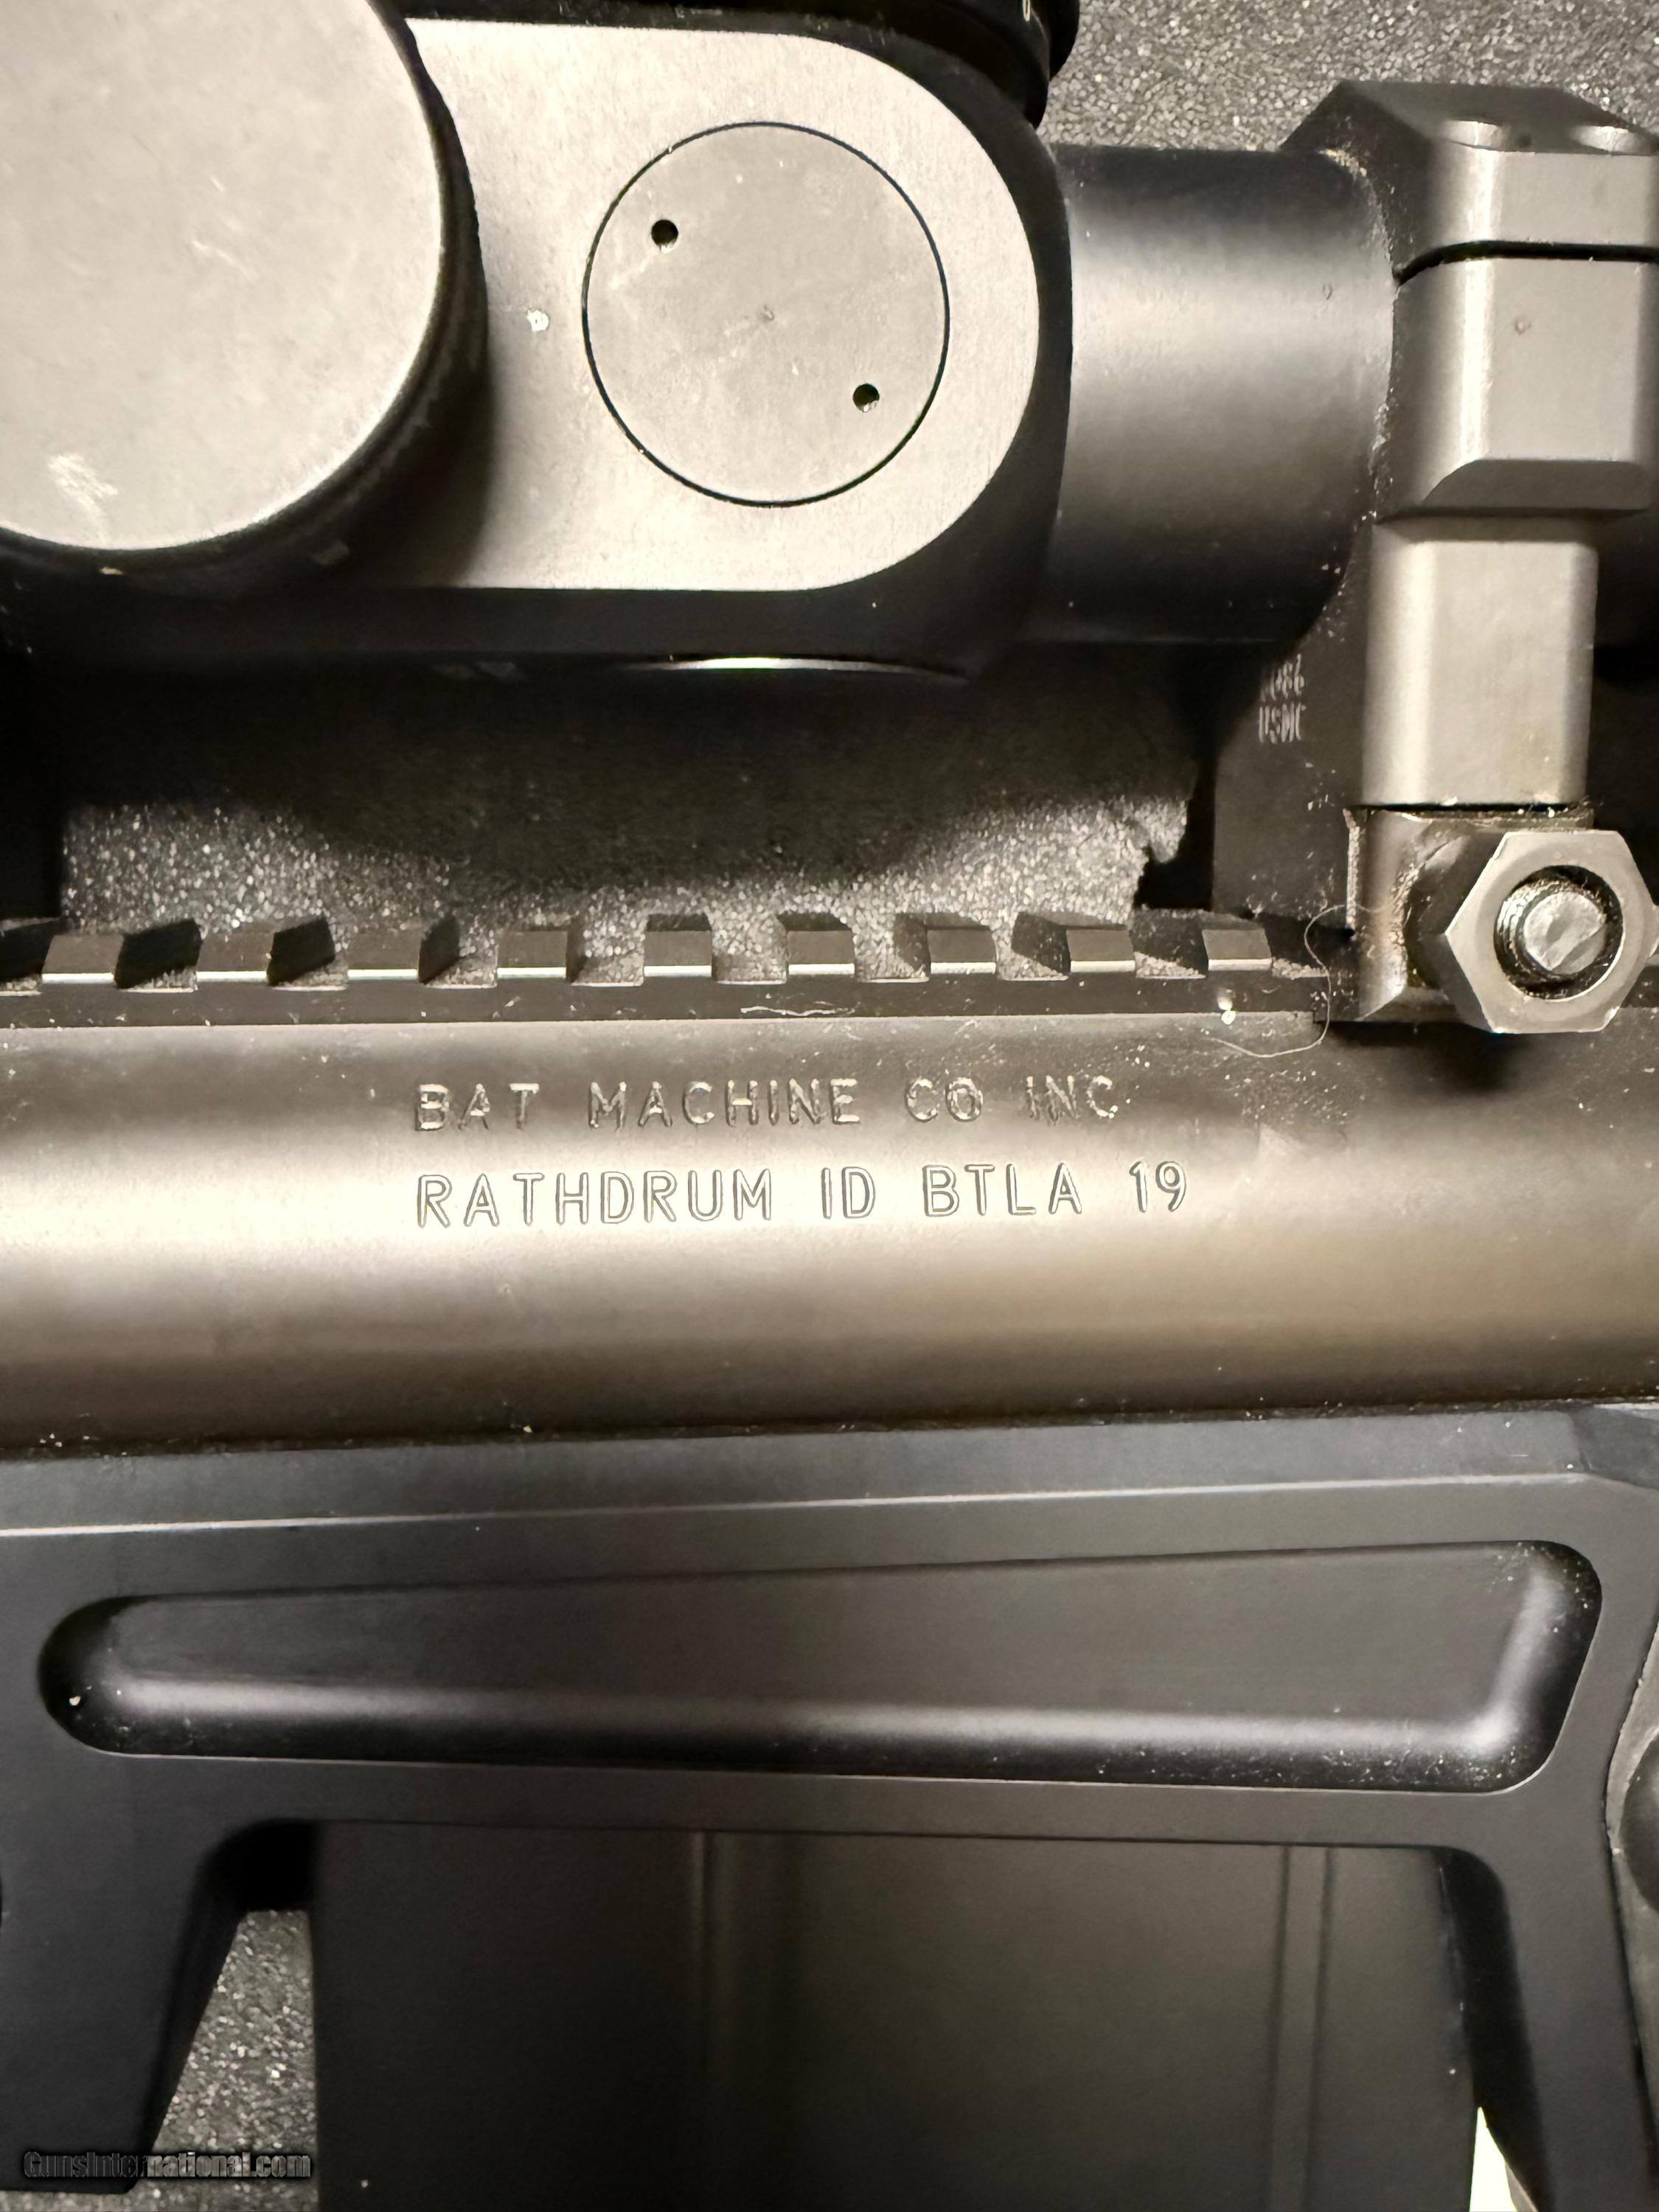 USMC
BAT MACHINE CO INC
RATHDRUM ID BTLA 19
GunsInternational.com